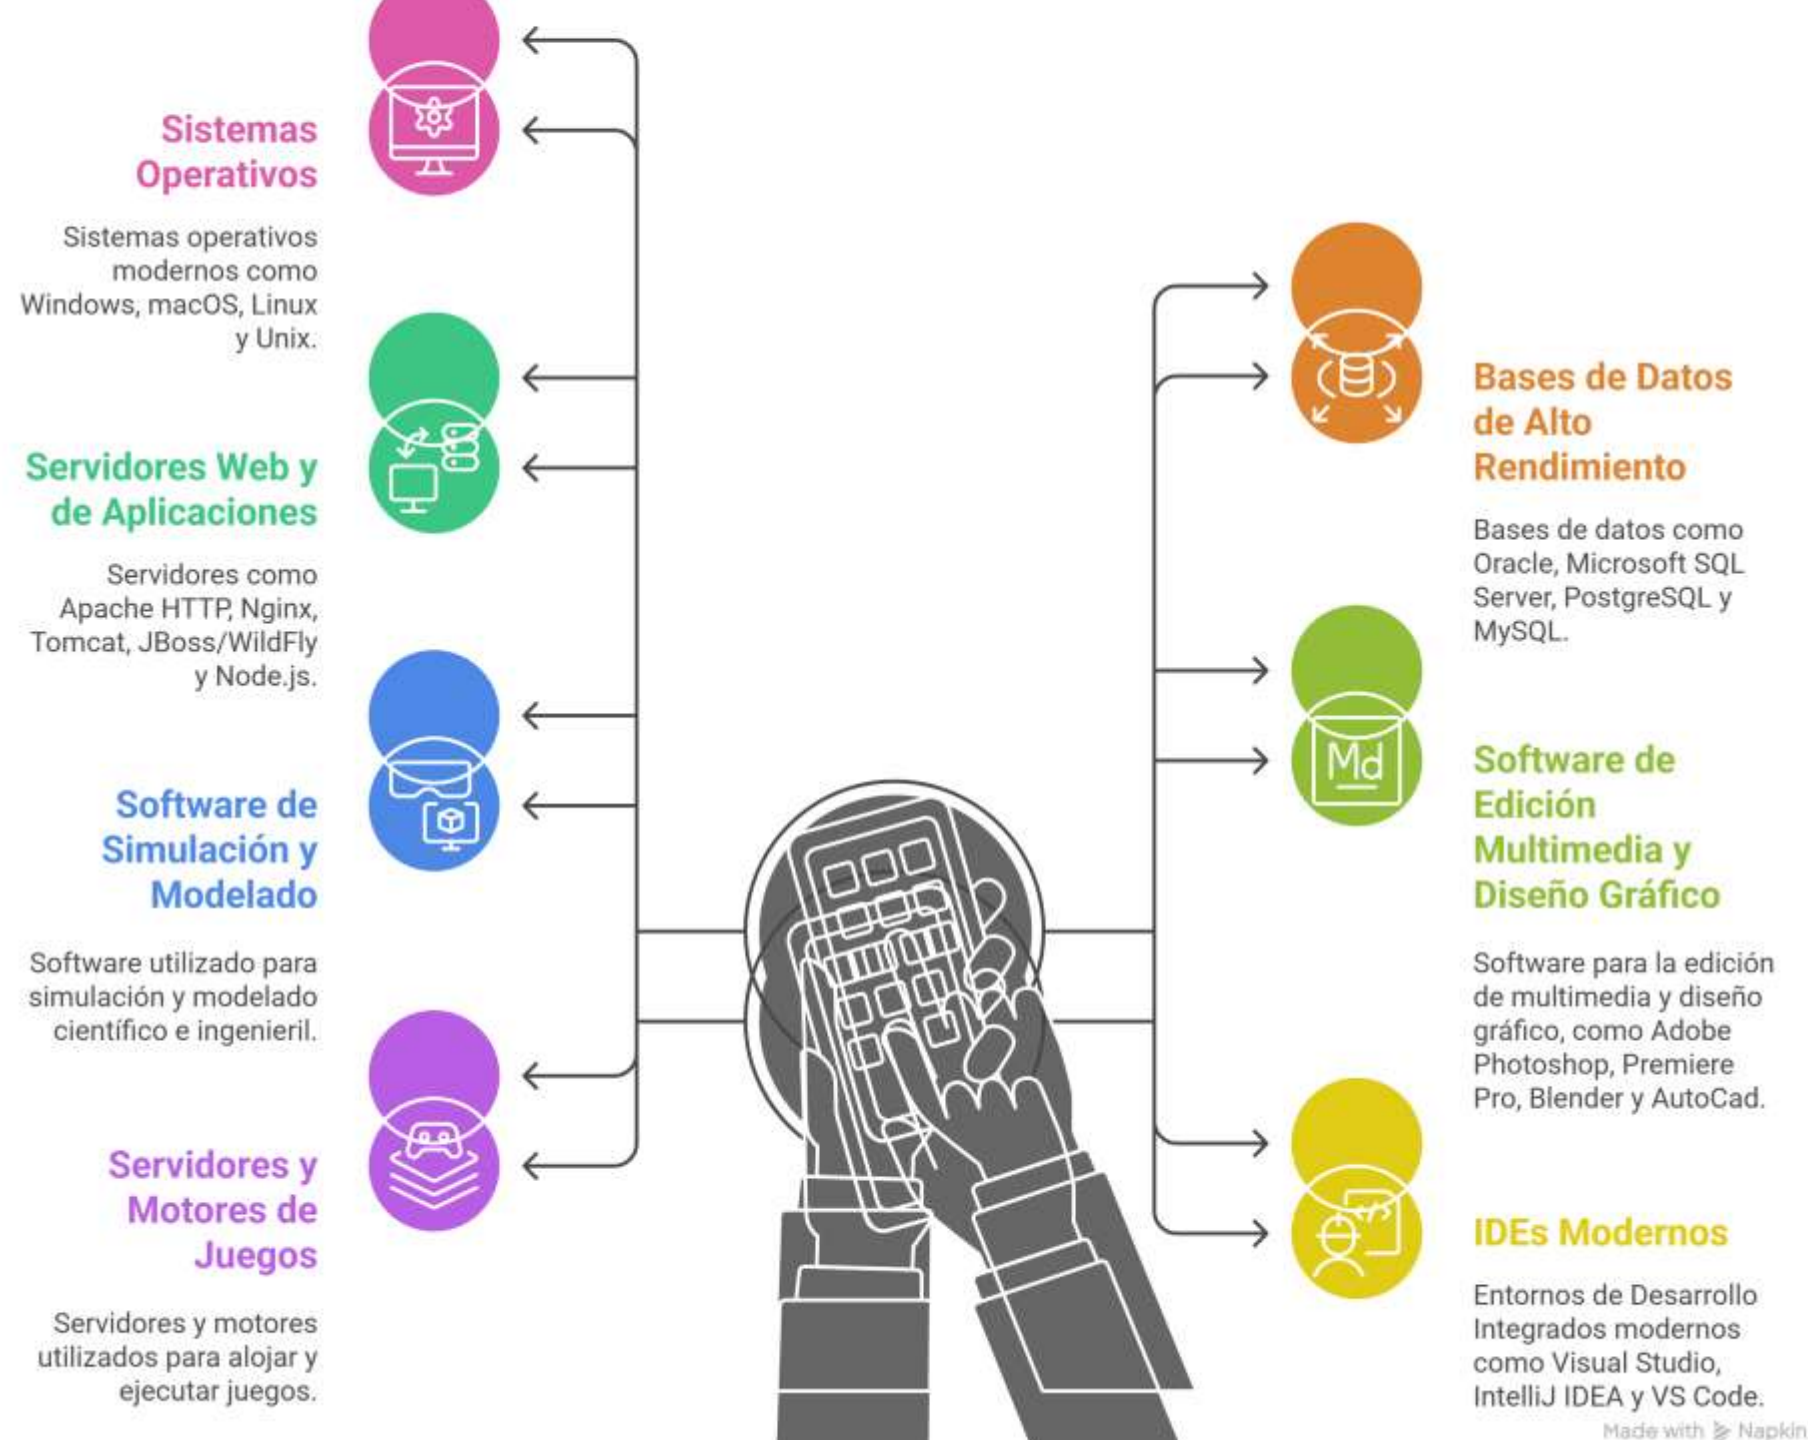 Sistemas
Operativos
Sistemas operativos
modernos como
Windows, macOS, Linux
y Unix.
Servidores Web y
de Aplicaciones
Servidores como
Apache HTTP, Nginx,
Tomcat, JBoss/WildFly
y Node.js.
Software de
Simulación y
Modelado
Software utilizado para
simulación y modelado
científico e ingenieril.
Servidores y
Motores de
Juegos
Servidores y motores
utilizados para alojar y
ejecutar juegos.
Bases de Datos
de Alto
Rendimiento
Bases de datos como
Oracle, Microsoft SQL
Server, PostgreSQL y
MySQL.
Md
Software de
Edición
Multimedia y
Diseño Gráfico
Software para la edición
de multimedia y diseño
gráfico, como Adobe
Photoshop, Premiere
Pro, Blender y AutoCad.
</>
IDEs Modernos
Entornos de Desarrollo
Integrados modernos
como Visual Studio,
IntelliJ IDEA y VS Code.
Made with Napkin